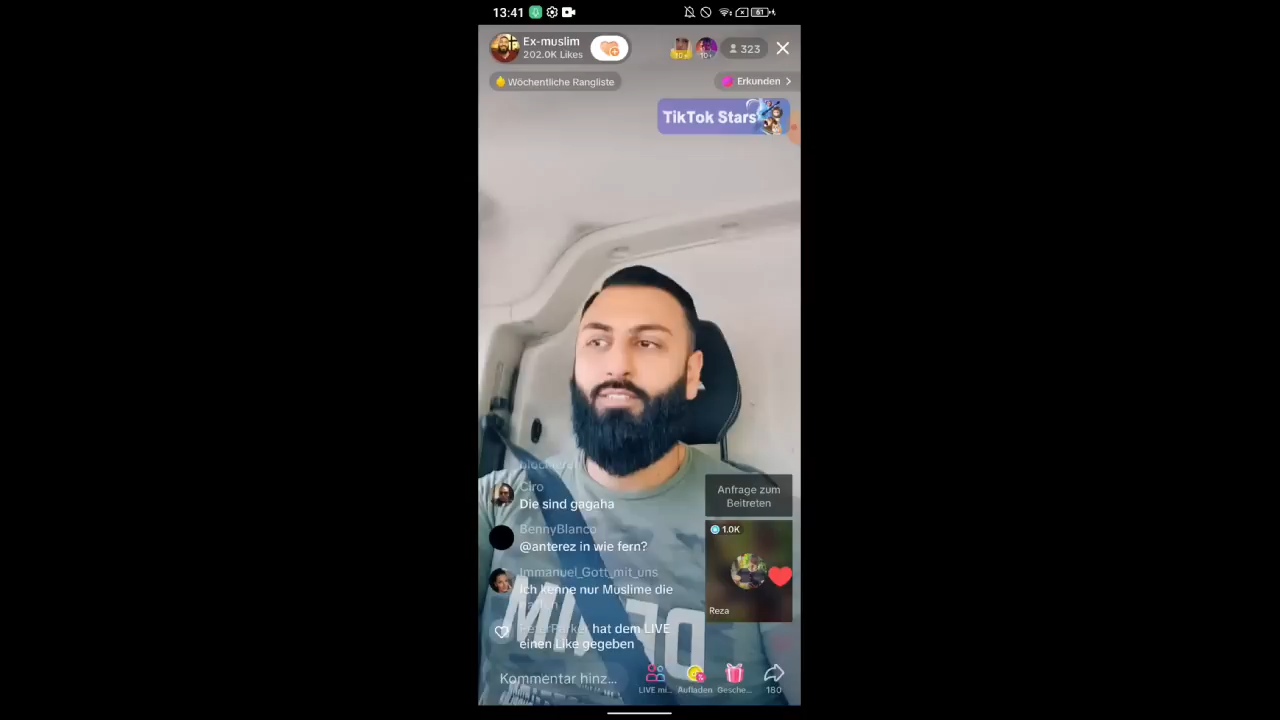 13:41
61
Ex-muslim
202.0K Likes
323
Wöchentliche Rangliste
Erkunden
TikTok Stars
Ciro
Die sind gagaha
BennyBlanco
@anterez in wie fern?
Immanuel_Gott_mit_uns
Ich kenne nur Muslime die
PeterParker hat dem LIVE
einen Like gegeben
Anfrage zum
Beitreten
1.0K
Reza
Kommentar hinz...
LIVE mi...
Aufladen
Gesche...
180